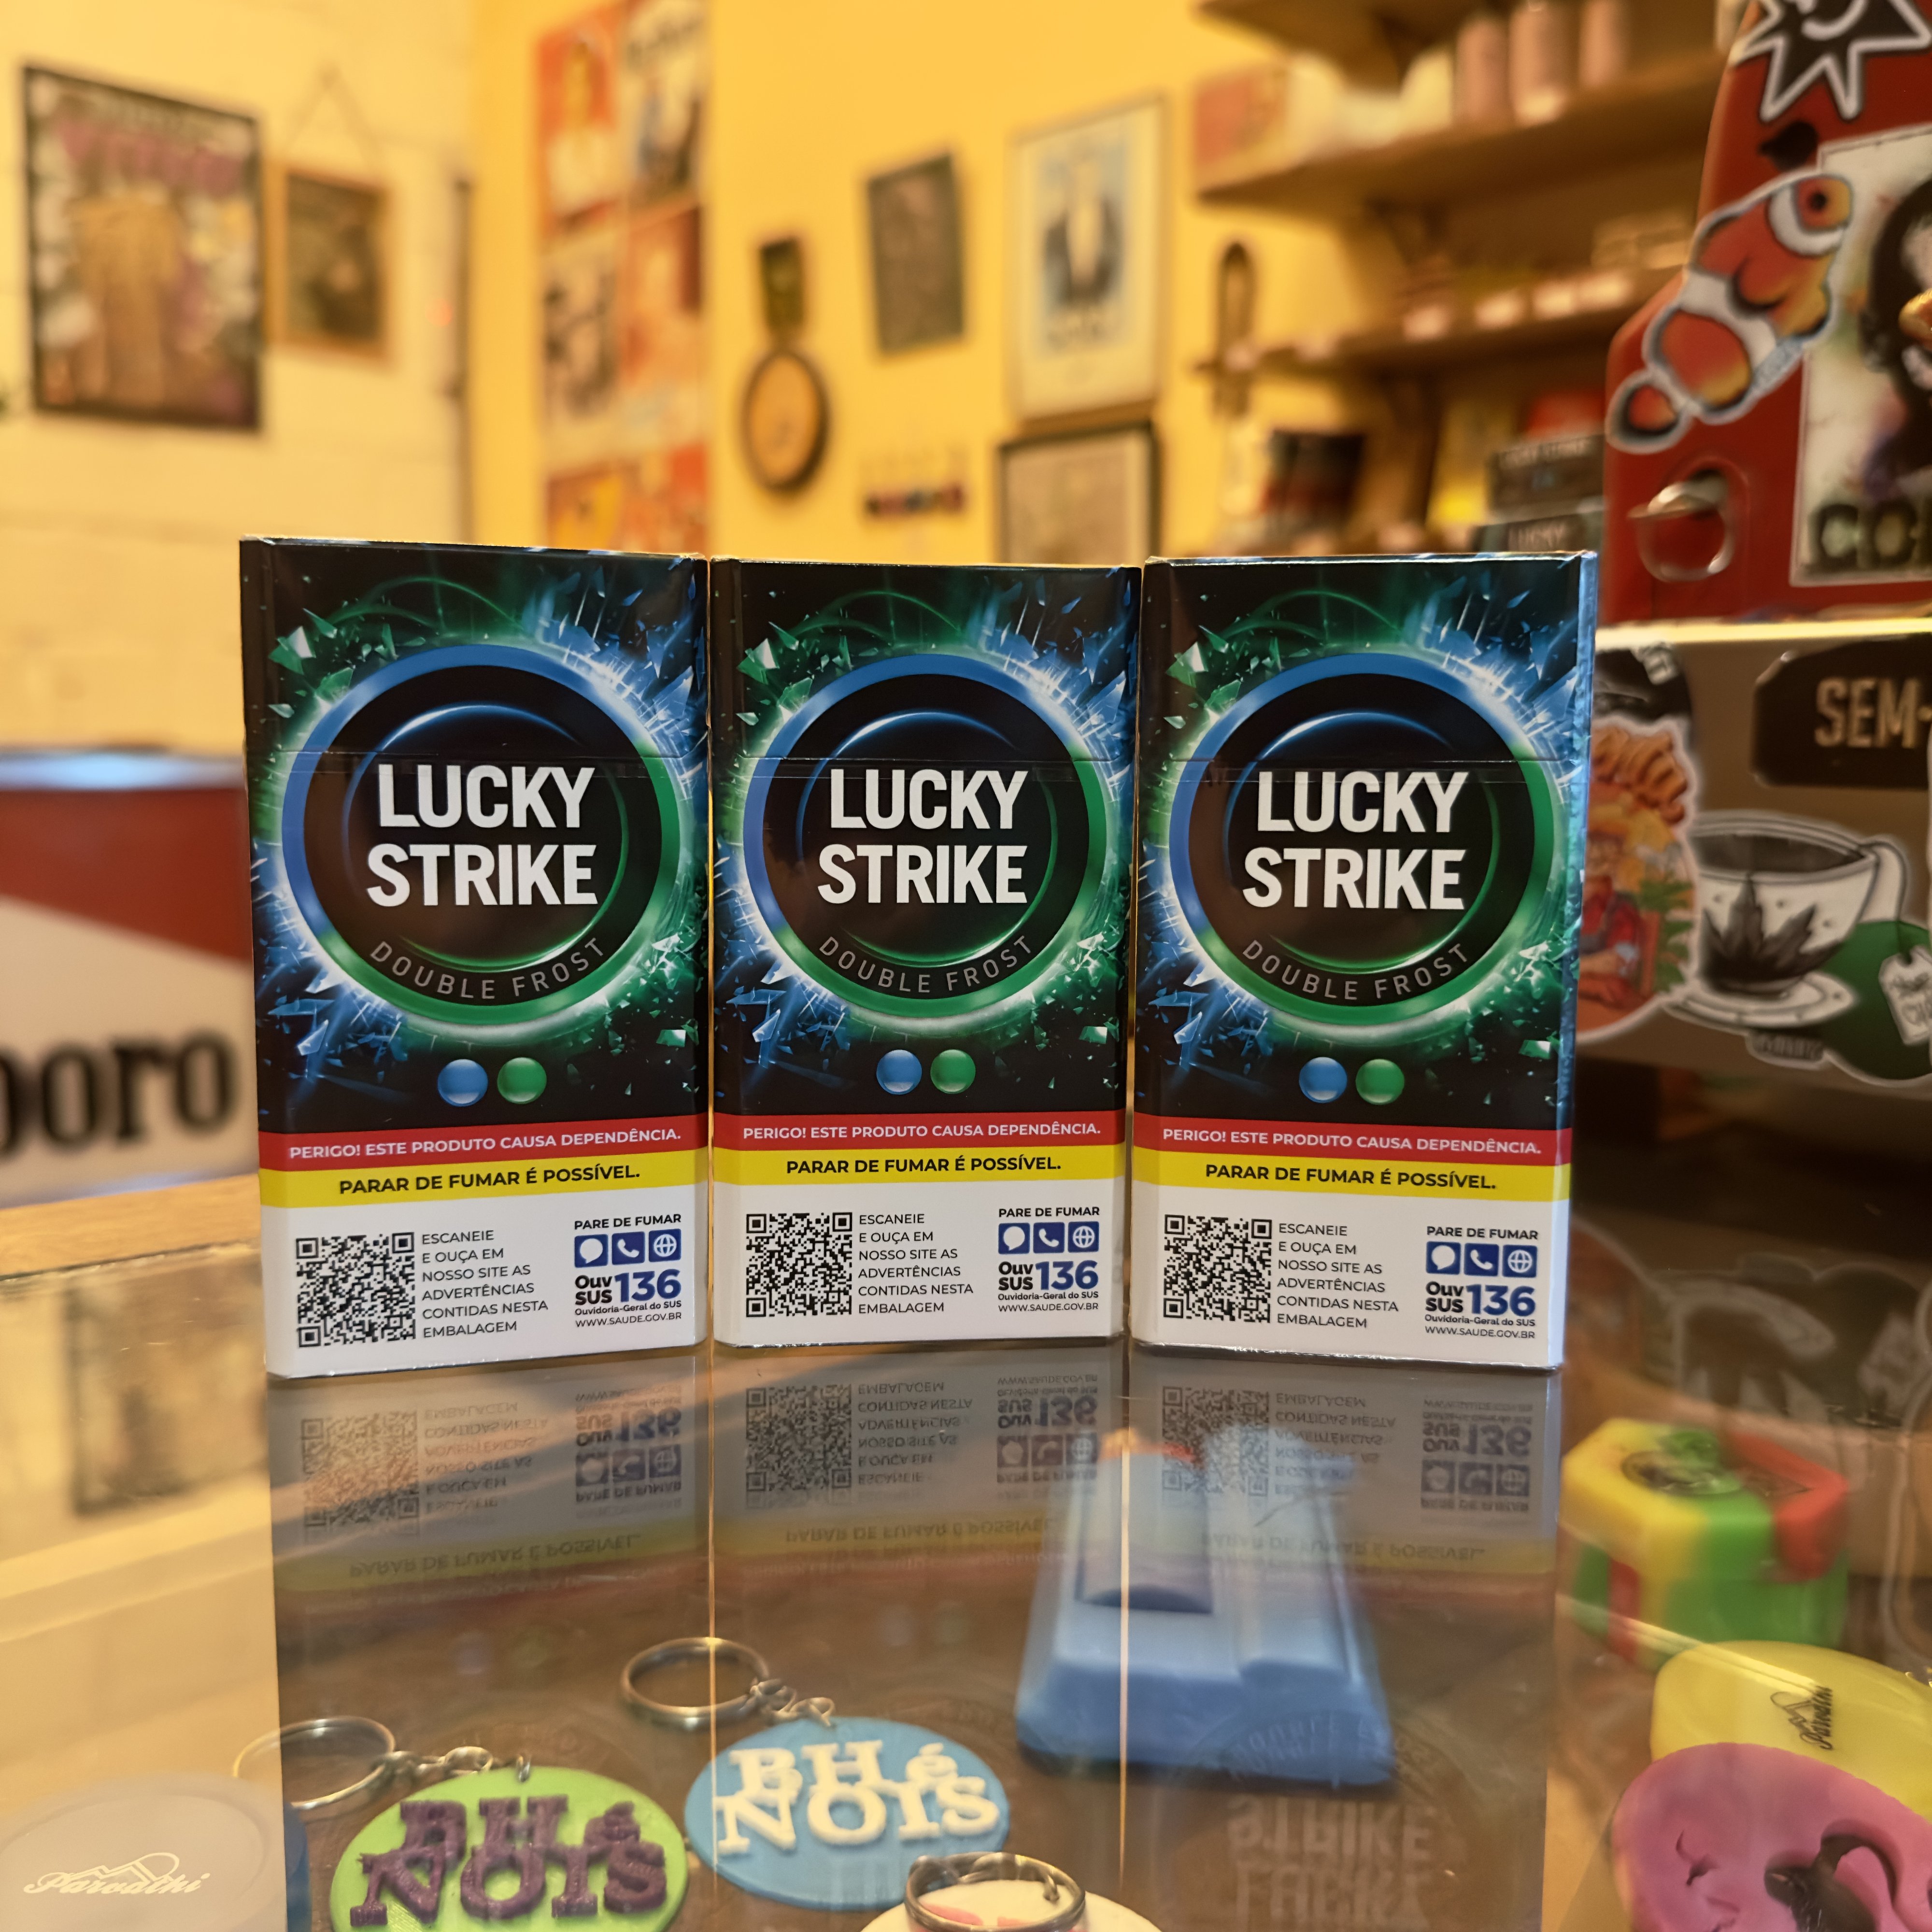 LUCKY
STRIKE
DOUBLE FROST
PERIGO! ESTE PRODUTO CAUSA DEPENDÊNCIA.
PARAR DE FUMAR É POSSÍVEL.
ESCANEIE
E OUÇA EM
NOSSO SITE AS
ADVERTÊNCIAS
CONTIDAS NESTA
EMBALAGEM
PARE DE FUMAR
Ouv
SUS 136
Ouvidoria-Geral do SUS
WWW.SAUDE.GOV.BR
LUCKY
STRIKE
DOUBLE FROST
PERIGO! ESTE PRODUTO CAUSA DEPENDÊNCIA.
PARAR DE FUMAR É POSSÍVEL.
ESCANEIE
E OUÇA EM
NOSSO SITE AS
ADVERTÊNCIAS
CONTIDAS NESTA
EMBALAGEM
PARE DE FUMAR
Ouv
SUS 136
Ouvidoria-Geral do SUS
WWW.SAUDE.GOV.BR
LUCKY
STRIKE
DOUBLE FROST
PERIGO! ESTE PRODUTO CAUSA DEPENDÊNCIA.
PARAR DE FUMAR É POSSÍVEL.
ESCANEIE
E OUÇA EM
NOSSO SITE AS
ADVERTÊNCIAS
CONTIDAS NESTA
EMBALAGEM
PARE DE FUMAR
Ouv
SUS 136
Ouvidoria-Geral do SUS
WWW.SAUDE.GOV.BR
boro
SEM-
BH é
NOIS
BH é
NOIS
Parvathi
Parvathi